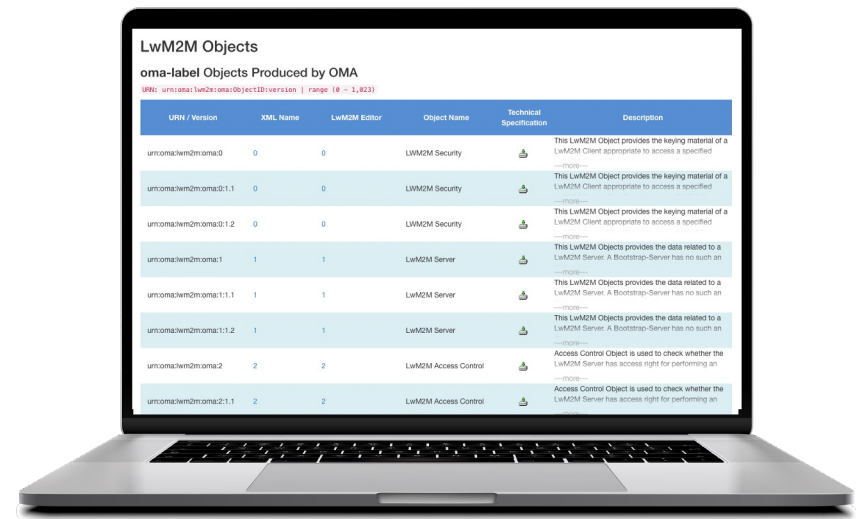 LwM2M Objects
oma-label Objects Produced by OMA
URN: urn:oma:lwm2m:oma:ObjectID:version | range (0 - 1,023)
URN / Version XML Name LwM2M Editor Object Name Technical Specification Description
urn:oma:lwm2m:oma:0 0 0 LWM2M Security This LwM2M Object provides the keying material of a
LwM2M Client appropriate to access a specified
---more---
urn:oma:lwm2m:oma:0:1.1 0 0 LWM2M Security This LwM2M Object provides the keying material of a
LwM2M Client appropriate to access a specified
---more---
urn:oma:lwm2m:oma:0:1.2 0 0 LWM2M Security This LwM2M Object provides the keying material of a
LwM2M Client appropriate to access a specified
---more---
urn:oma:lwm2m:oma:1 1 1 LwM2M Server This LwM2M Objects provides the data related to a
LwM2M Server. A Bootstrap-Server has no such an
---more---
urn:oma:lwm2m:oma:1:1.1 1 1 LwM2M Server This LwM2M Objects provides the data related to a
LwM2M Server. A Bootstrap-Server has no such an
---more---
urn:oma:lwm2m:oma:1:1.2 1 1 LwM2M Server This LwM2M Objects provides the data related to a
LwM2M Server. A Bootstrap-Server has no such an
---more---
urn:oma:lwm2m:oma:2 2 2 LwM2M Access Control Access Control Object is used to check whether the
LwM2M Server has access right for performing an
---more---
urn:oma:lwm2m:oma:2:1.1 2 2 LwM2M Access Control Access Control Object is used to check whether the
LwM2M Server has access right for performing an